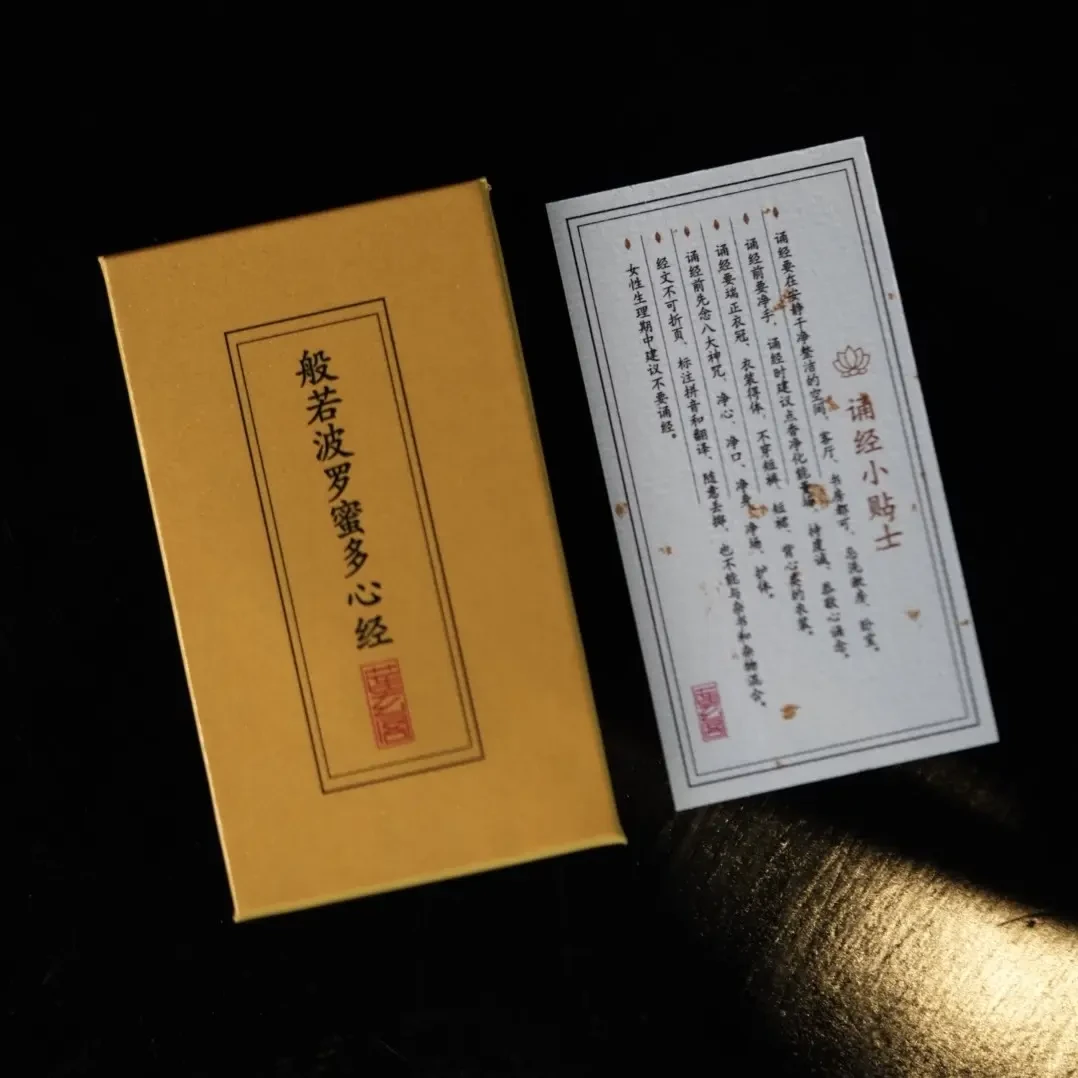 般若波罗蜜多心经
诵经小贴士
诵经要在安静干净整洁的空间、客厅、书房都可、忌洗漱房、卧室。
诵经前要净手，诵经时建议点香净化能量场、持虔诚、恭敬心诵念。
诵经要端正衣冠、衣装得体、不穿短裤、短裙、背心类的衣装。
诵经前先念八大神咒、净心、净口、净身、净场、护体。
经文不可折页、标注拼音和翻译、随意丢掷、也不能与杂书和杂物混合。
女性生理期中建议不要诵经。